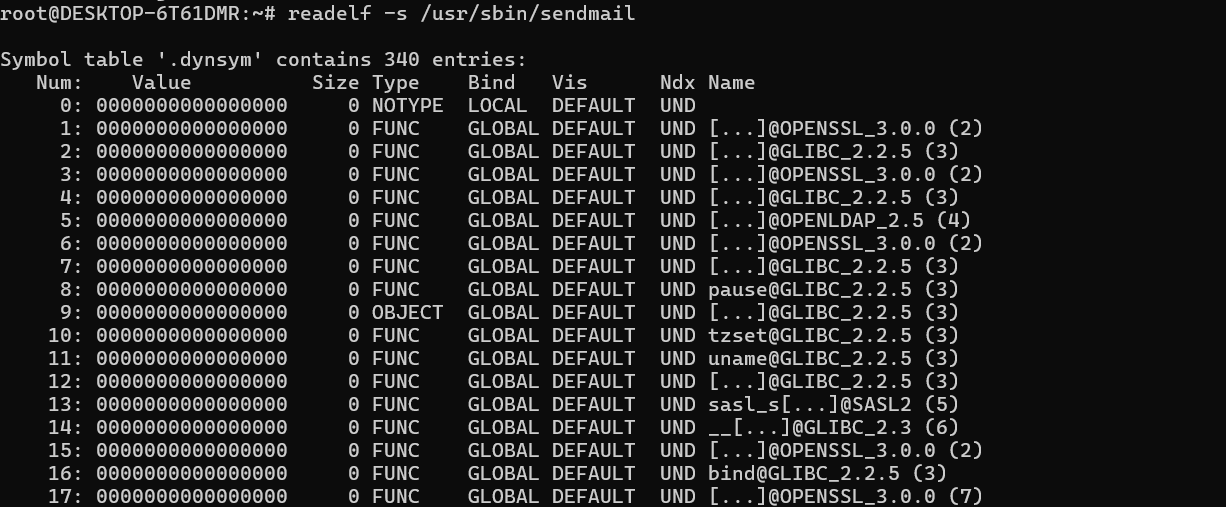 root@DESKTOP-6T61DMR:~# readelf -s /usr/sbin/sendmail

Symbol table '.dynsym' contains 340 entries:
   Num:    Value          Size Type    Bind   Vis      Ndx Name
     0: 0000000000000000     0 NOTYPE  LOCAL  DEFAULT  UND
     1: 0000000000000000     0 FUNC    GLOBAL DEFAULT  UND [...]@OPENSSL_3.0.0 (2)
     2: 0000000000000000     0 FUNC    GLOBAL DEFAULT  UND [...]@GLIBC_2.2.5 (3)
     3: 0000000000000000     0 FUNC    GLOBAL DEFAULT  UND [...]@OPENSSL_3.0.0 (2)
     4: 0000000000000000     0 FUNC    GLOBAL DEFAULT  UND [...]@GLIBC_2.2.5 (3)
     5: 0000000000000000     0 FUNC    GLOBAL DEFAULT  UND [...]@OPENLDAP_2.5 (4)
     6: 0000000000000000     0 FUNC    GLOBAL DEFAULT  UND [...]@OPENSSL_3.0.0 (2)
     7: 0000000000000000     0 FUNC    GLOBAL DEFAULT  UND [...]@GLIBC_2.2.5 (3)
     8: 0000000000000000     0 FUNC    GLOBAL DEFAULT  UND pause@GLIBC_2.2.5 (3)
     9: 0000000000000000     0 OBJECT  GLOBAL DEFAULT  UND [...]@GLIBC_2.2.5 (3)
    10: 0000000000000000     0 FUNC    GLOBAL DEFAULT  UND tzset@GLIBC_2.2.5 (3)
    11: 0000000000000000     0 FUNC    GLOBAL DEFAULT  UND uname@GLIBC_2.2.5 (3)
    12: 0000000000000000     0 FUNC    GLOBAL DEFAULT  UND [...]@GLIBC_2.2.5 (3)
    13: 0000000000000000     0 FUNC    GLOBAL DEFAULT  UND sasl_s[...]@SASL2 (5)
    14: 0000000000000000     0 FUNC    GLOBAL DEFAULT  UND __[...]@GLIBC_2.3 (6)
    15: 0000000000000000     0 FUNC    GLOBAL DEFAULT  UND [...]@OPENSSL_3.0.0 (2)
    16: 0000000000000000     0 FUNC    GLOBAL DEFAULT  UND bind@GLIBC_2.2.5 (3)
    17: 0000000000000000     0 FUNC    GLOBAL DEFAULT  UND [...]@OPENSSL_3.0.0 (7)